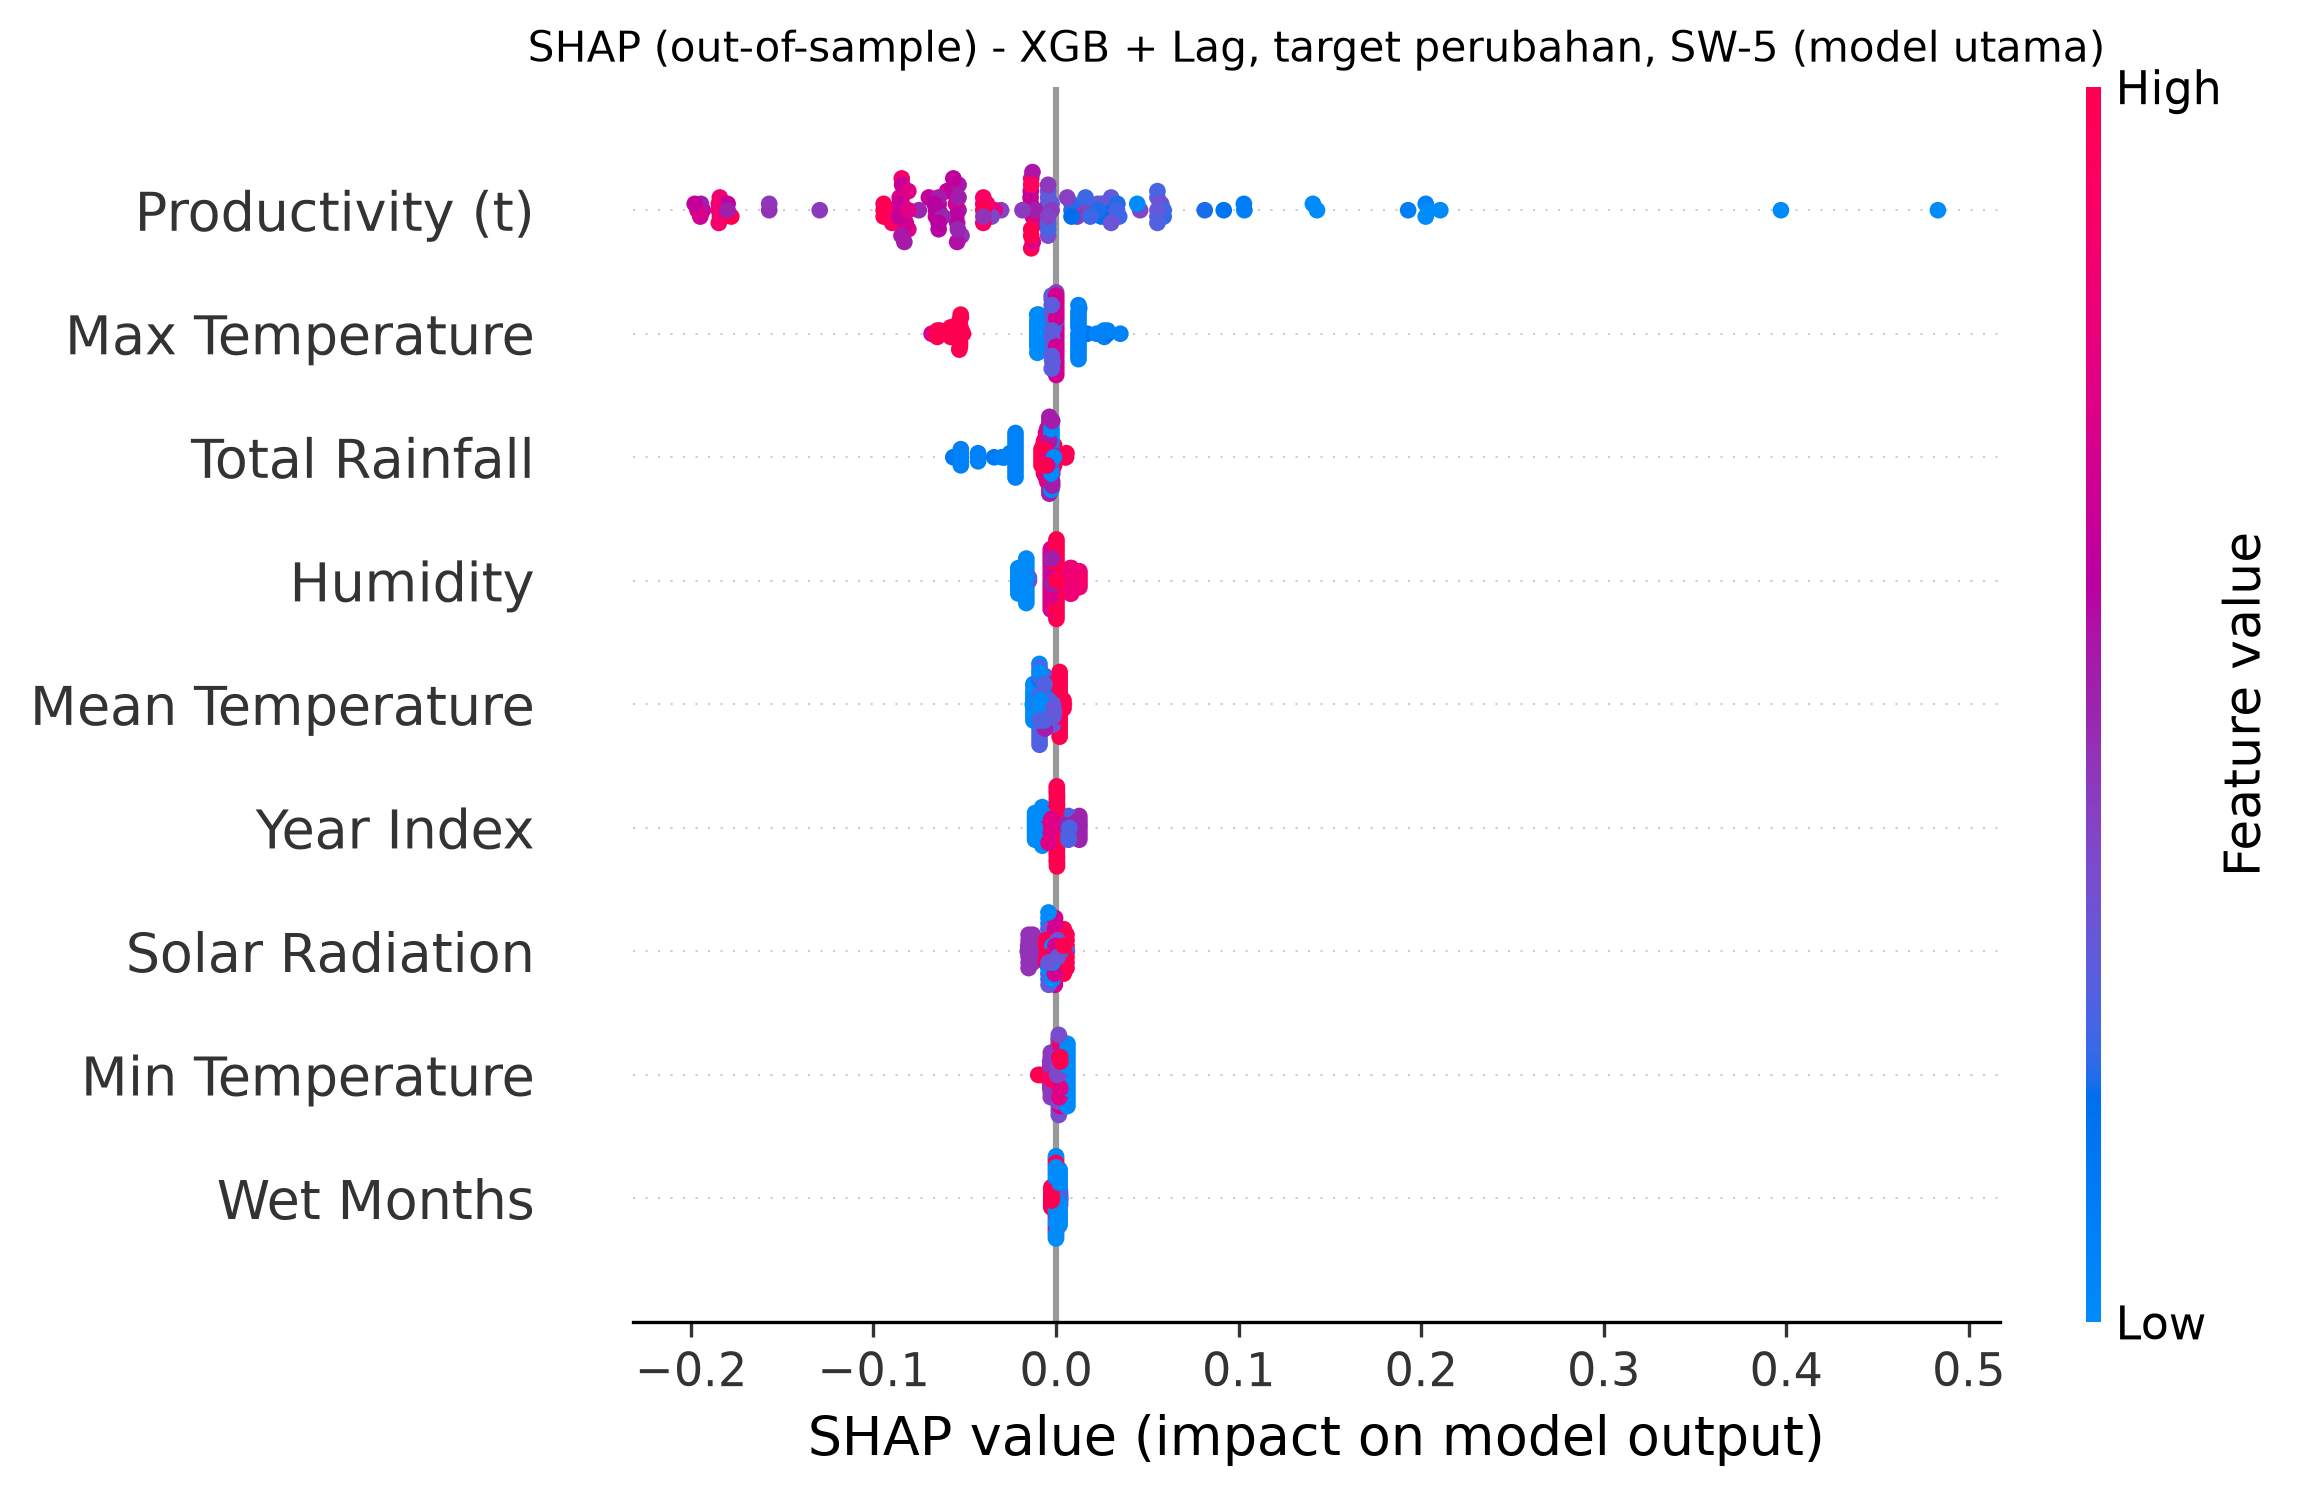 SHAP (out-of-sample) - XGB + Lag, target perubahan, SW-5 (model utama)
High
Productivity (t)
Max Temperature
Total Rainfall
Humidity
Mean Temperature
Year Index
Solar Radiation
Min Temperature
Wet Months
Feature value
Low
−0.2 −0.1 0.0 0.1 0.2 0.3 0.4 0.5
SHAP value (impact on model output)